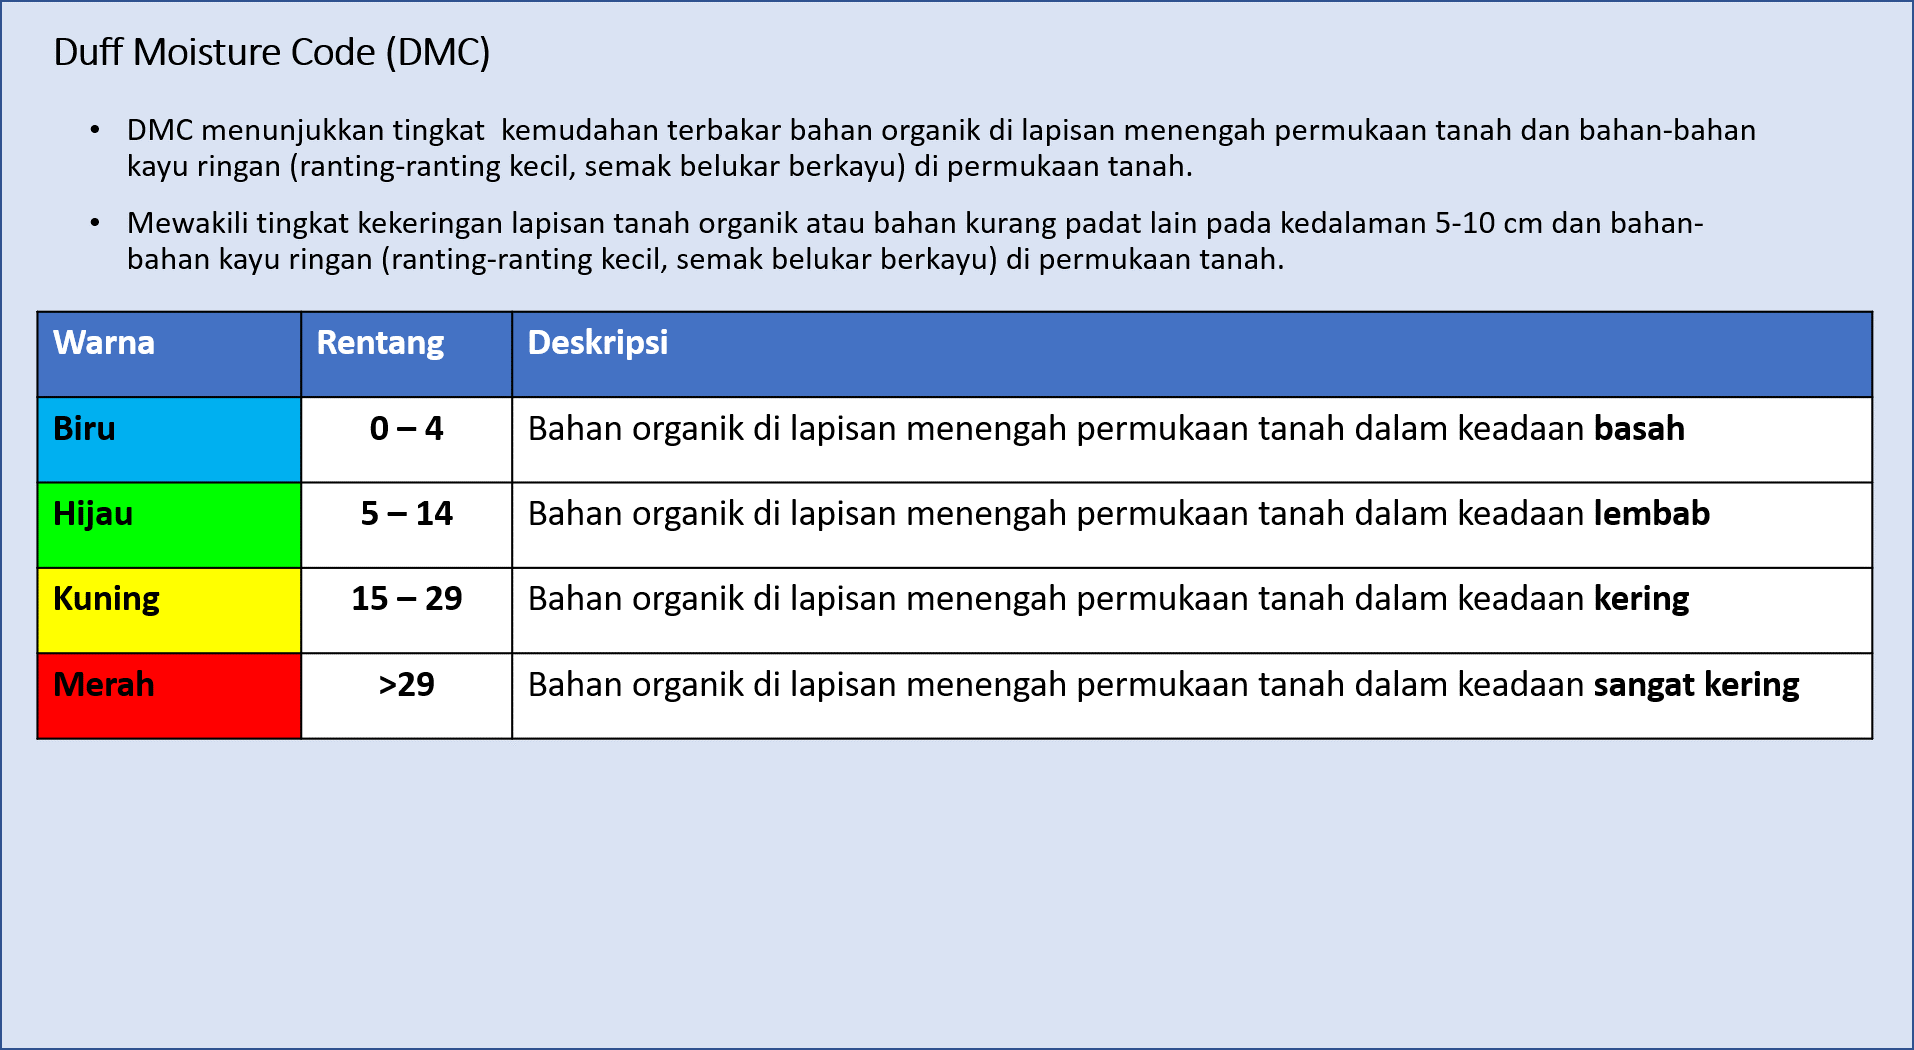 Duff Moisture Code (DMC)
• DMC menunjukkan tingkat  kemudahan terbakar bahan organik di lapisan menengah permukaan tanah dan bahan-bahan
kayu ringan (ranting-ranting kecil, semak belukar berkayu) di permukaan tanah.
• Mewakili tingkat kekeringan lapisan tanah organik atau bahan kurang padat lain pada kedalaman 5-10 cm dan bahan-
bahan kayu ringan (ranting-ranting kecil, semak belukar berkayu) di permukaan tanah.
Warna Rentang Deskripsi
Biru 0 – 4 Bahan organik di lapisan menengah permukaan tanah dalam keadaan basah
Hijau 5 – 14 Bahan organik di lapisan menengah permukaan tanah dalam keadaan lembab
Kuning 15 – 29 Bahan organik di lapisan menengah permukaan tanah dalam keadaan kering
Merah >29 Bahan organik di lapisan menengah permukaan tanah dalam keadaan sangat kering